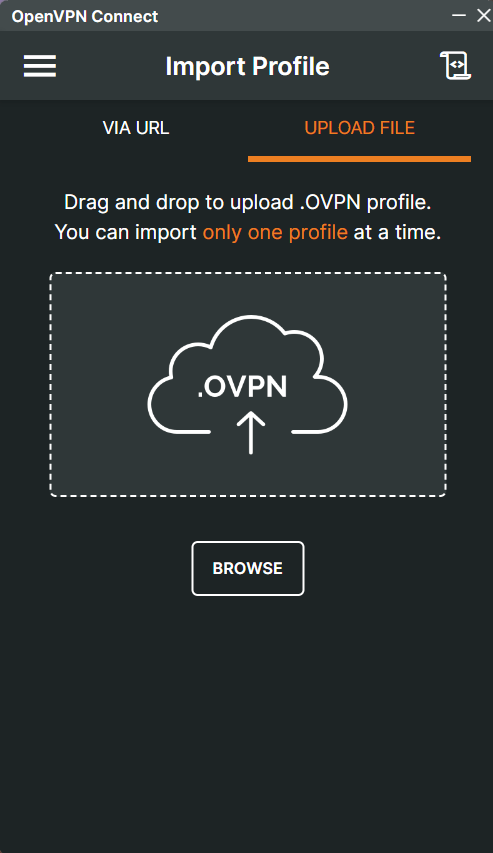 OpenVPN Connect
Import Profile
VIA URL
UPLOAD FILE
Drag and drop to upload .OVPN profile.
You can import only one profile at a time.
.OVPN
BROWSE